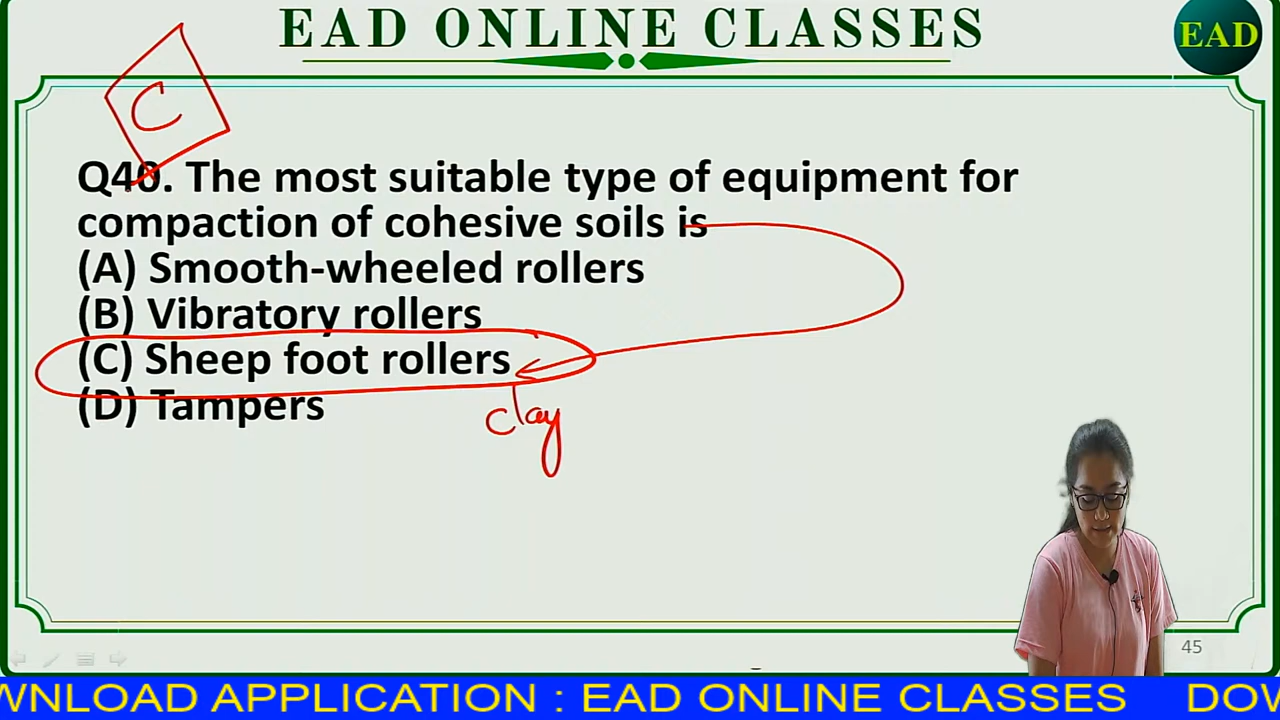 EAD ONLINE CLASSES
EAD
C
Q40. The most suitable type of equipment for
compaction of cohesive soils is
(A) Smooth-wheeled rollers
(B) Vibratory rollers
(C) Sheep foot rollers
(D) Tampers
clay
45
WNLOAD APPLICATION : EAD ONLINE CLASSES DOW